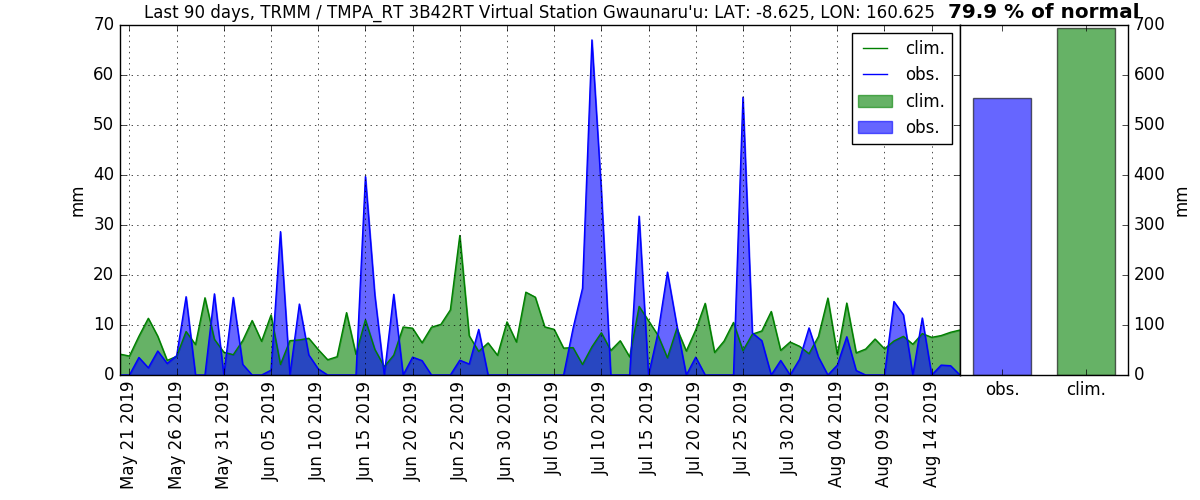 Last 90 days, TRMM / TMPA_RT 3B42RT Virtual Station Gwaunaru'u: LAT: -8.625, LON: 160.625
79.9 % of normal
70
60
50
40
30
20
10
0
mm
clim.
obs.
clim.
obs.
700
600
500
400
300
200
100
0
mm
May 21 2019
May 26 2019
May 31 2019
Jun 05 2019
Jun 10 2019
Jun 15 2019
Jun 20 2019
Jun 25 2019
Jun 30 2019
Jul 05 2019
Jul 10 2019
Jul 15 2019
Jul 20 2019
Jul 25 2019
Jul 30 2019
Aug 04 2019
Aug 09 2019
Aug 14 2019
obs.
clim.